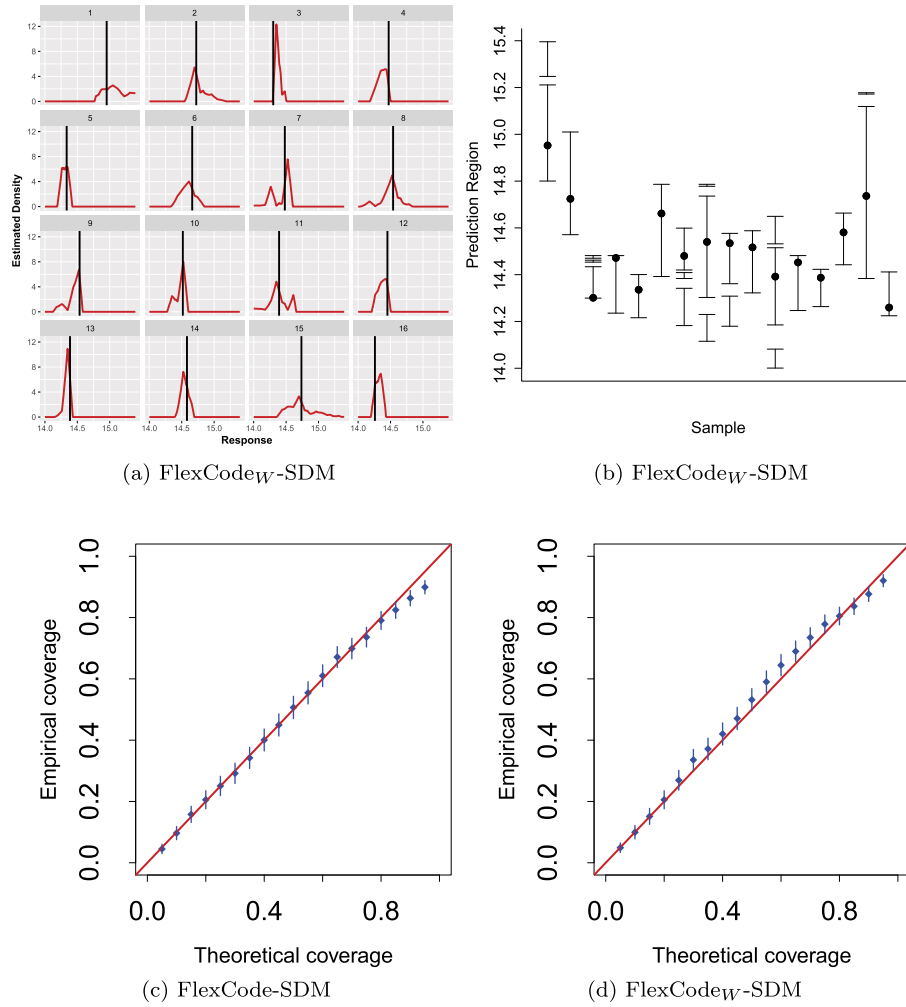 1 2 3 4
12
8
4
0
5 6 7 8
12
8
4
0
9 10 11 12
12
8
4
0
13 14 15 16
12
8
4
0
14.0 14.5 15.0 14.0 14.5 15.0 14.0 14.5 15.0 14.0 14.5 15.0
Response
Estimated Density
(a) FlexCodeW-SDM
15.4
15.2
15.0
14.8
14.6
14.4
14.2
14.0
Prediction Region
Sample
(b) FlexCodeW-SDM
1.0
0.8
0.6
0.4
0.2
0.0
Empirical coverage
0.0 0.4 0.8
Theoretical coverage
(c) FlexCode-SDM
1.0
0.8
0.6
0.4
0.2
0.0
Empirical coverage
0.0 0.4 0.8
Theoretical coverage
(d) FlexCodeW-SDM